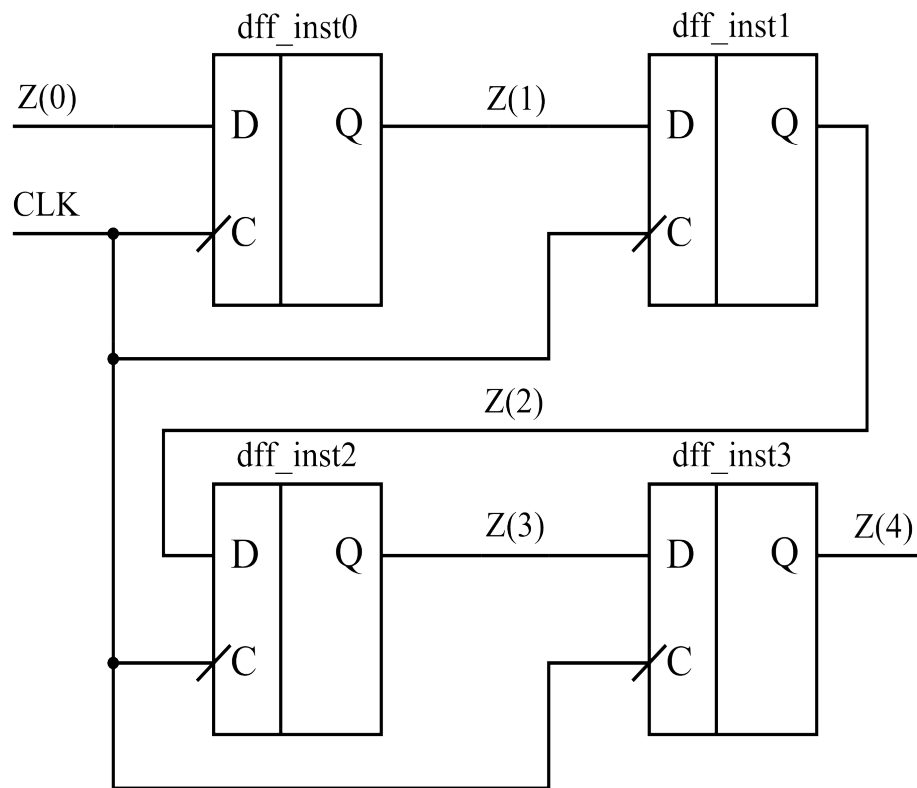 dff_inst0
dff_inst1
Z(0)
D
Q
Z(1)
D
Q
CLK
C
C
Z(2)
dff_inst2
dff_inst3
D
Q
Z(3)
D
Q
Z(4)
C
C